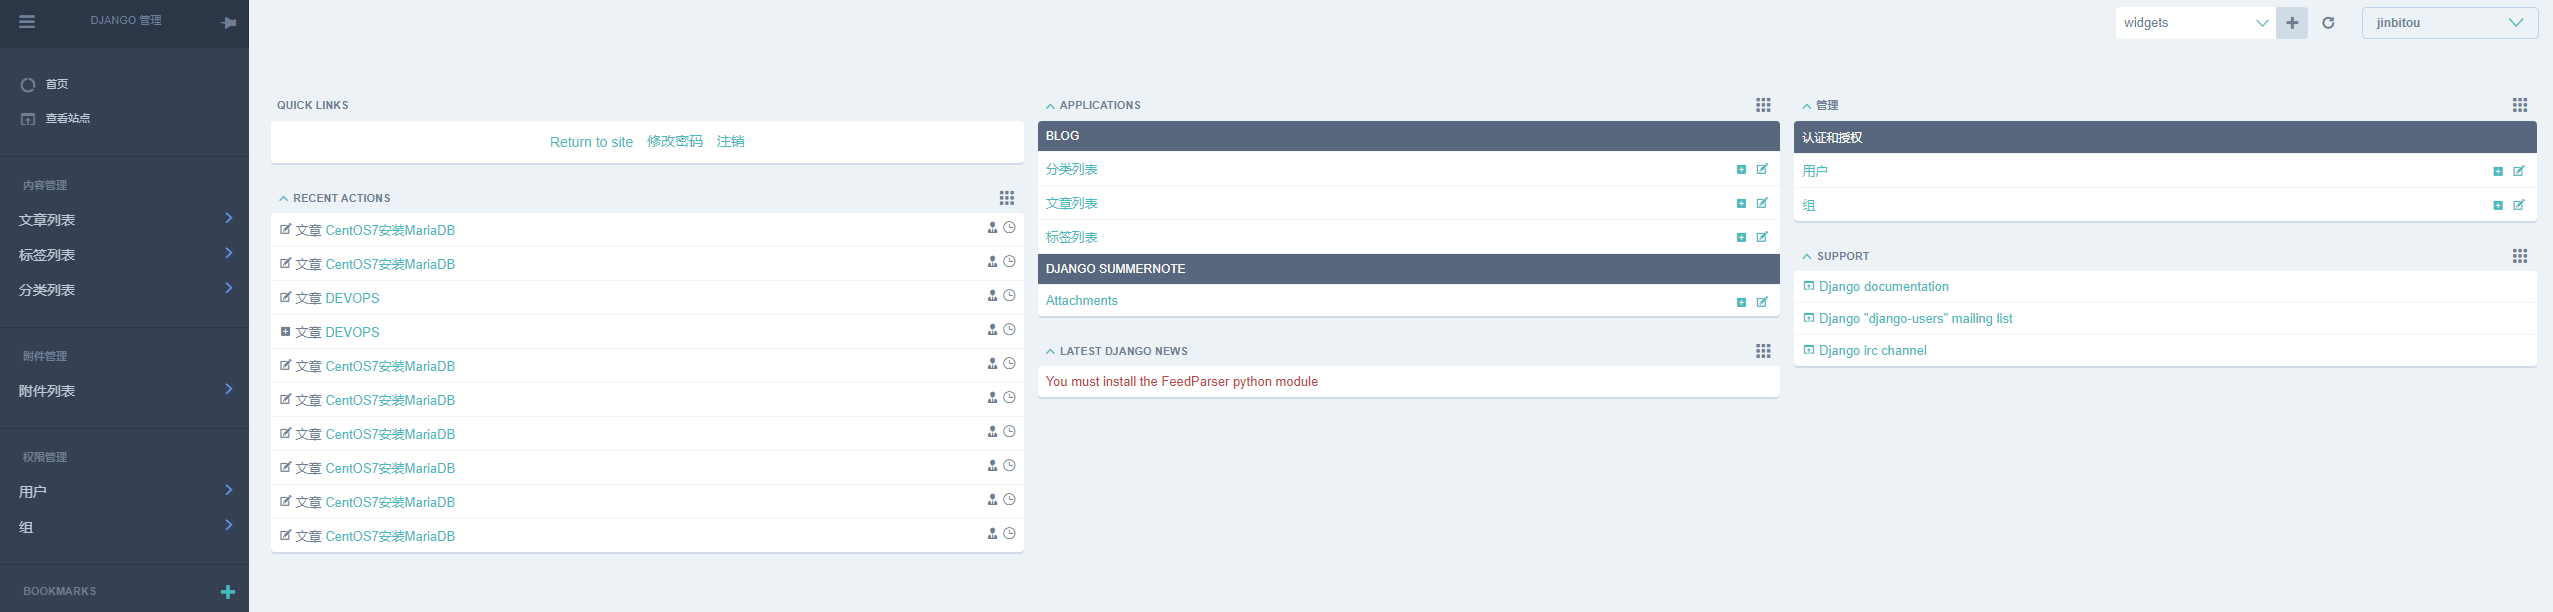 DJANGO 管理
首页
查看站点
内容管理
文章列表
标签列表
分类列表
附件管理
附件列表
权限管理
用户
组
BOOKMARKS
widgets
jinbitou
QUICK LINKS
Return to site 修改密码 注销
RECENT ACTIONS
文章 CentOS7安装MariaDB
文章 CentOS7安装MariaDB
文章 DEVOPS
文章 DEVOPS
文章 CentOS7安装MariaDB
文章 CentOS7安装MariaDB
文章 CentOS7安装MariaDB
文章 CentOS7安装MariaDB
文章 CentOS7安装MariaDB
文章 CentOS7安装MariaDB
APPLICATIONS
BLOG
分类列表
文章列表
标签列表
DJANGO SUMMERNOTE
Attachments
LATEST DJANGO NEWS
You must install the FeedParser python module
管理
认证和授权
用户
组
SUPPORT
Django documentation
Django "django-users" mailing list
Django irc channel